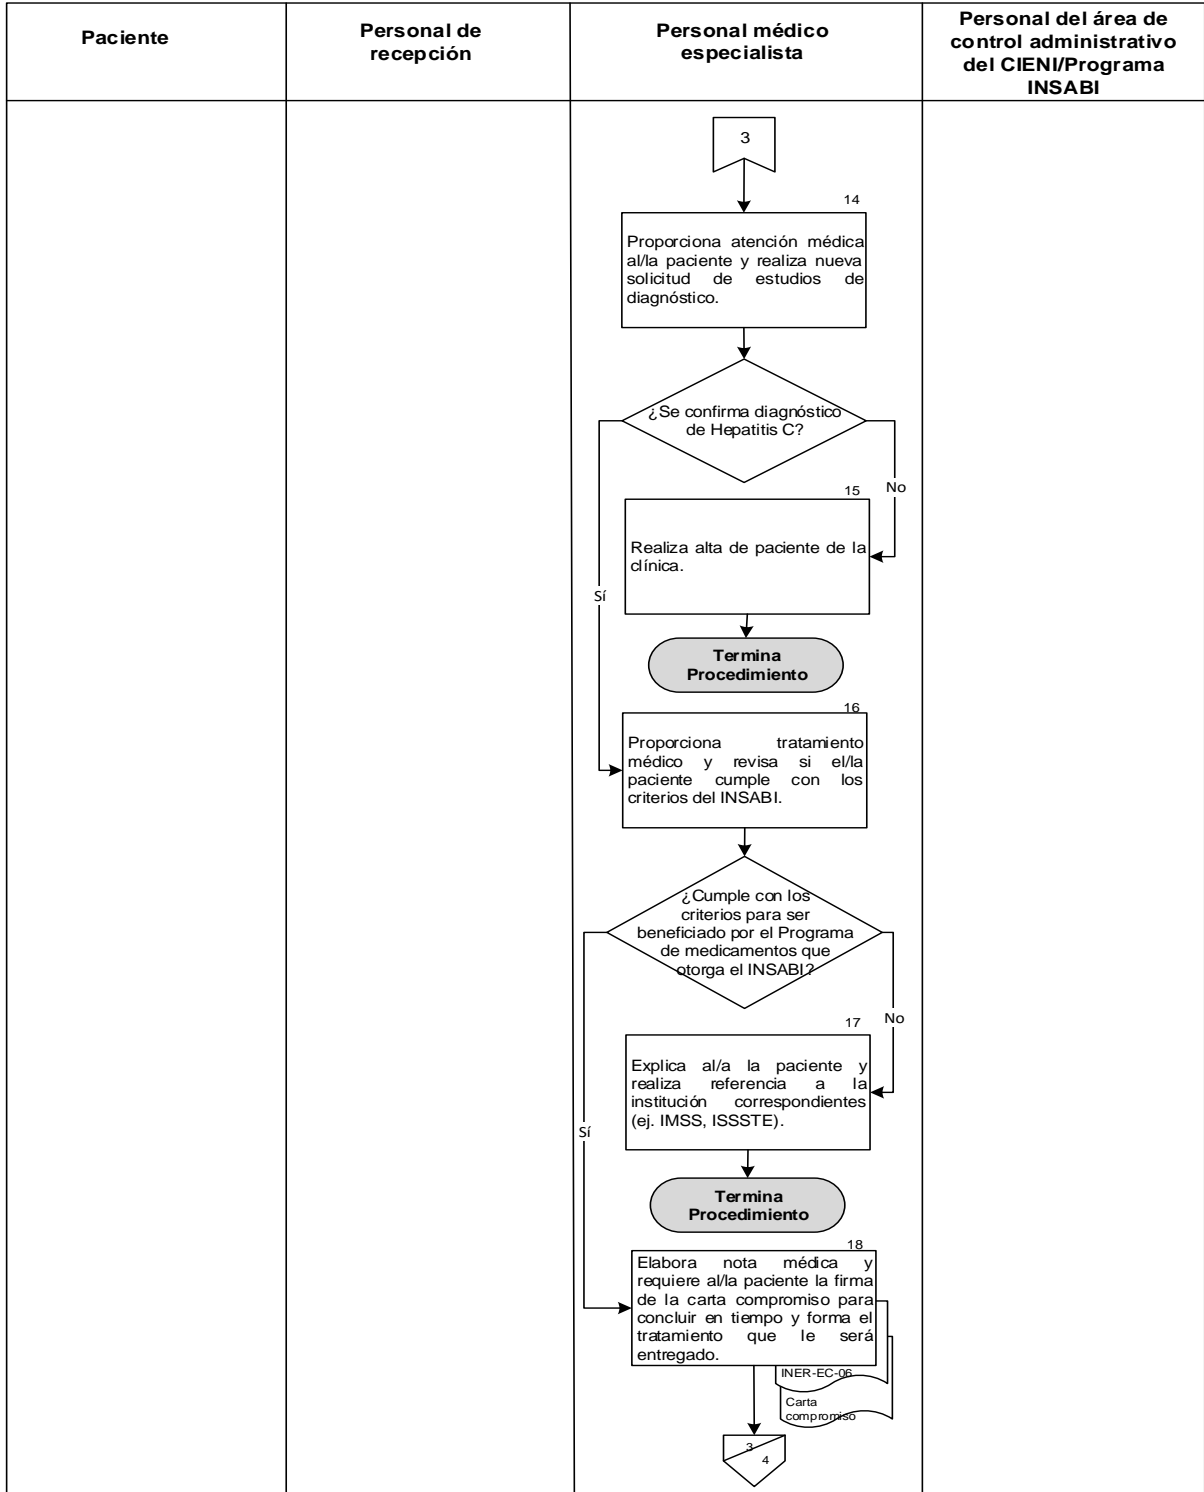 Paciente
Personal de
recepción
Personal médico
especialista
Personal del área de
control administrativo
del CIENI/Programa
INSABI
3
14
Proporciona atención médica
al/la paciente y realiza nueva
solicitud de estudios de
diagnóstico.
¿Se confirma diagnóstico
de Hepatitis C?
No
15
Realiza alta de paciente de la
clínica.
Sí
Termina
Procedimiento
16
Proporciona tratamiento
médico y revisa si el/la
paciente cumple con los
criterios del INSABI.
¿Cumple con los
criterios para ser
beneficiado por el Programa
de medicamentos que
otorga el INSABI?
No
17
Explica al/a la paciente y
realiza referencia a la
institución correspondientes
(ej. IMSS, ISSSTE).
Sí
Termina
Procedimiento
18
Elabora nota médica y
requiere al/la paciente la firma
de la carta compromiso para
concluir en tiempo y forma el
tratamiento que le será
entregado.
INER-EC-06
Carta
compromiso
3
4